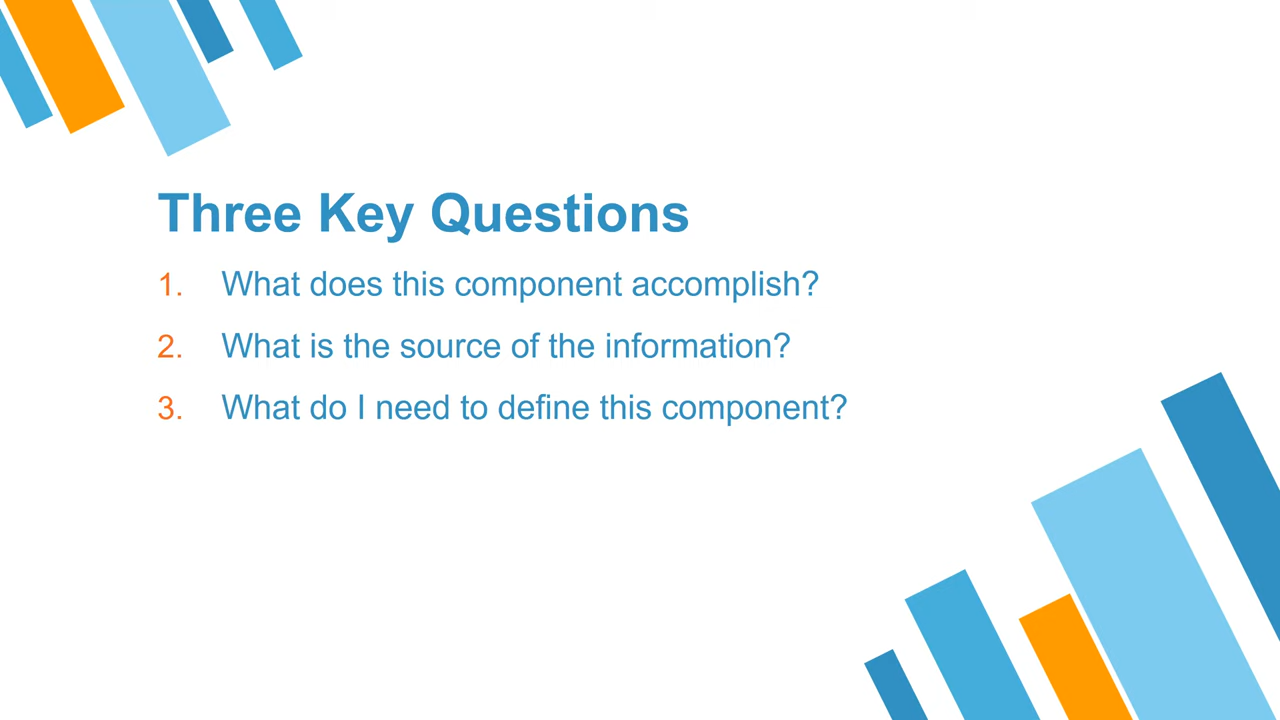 Three Key Questions
1. What does this component accomplish?
2. What is the source of the information?
3. What do I need to define this component?